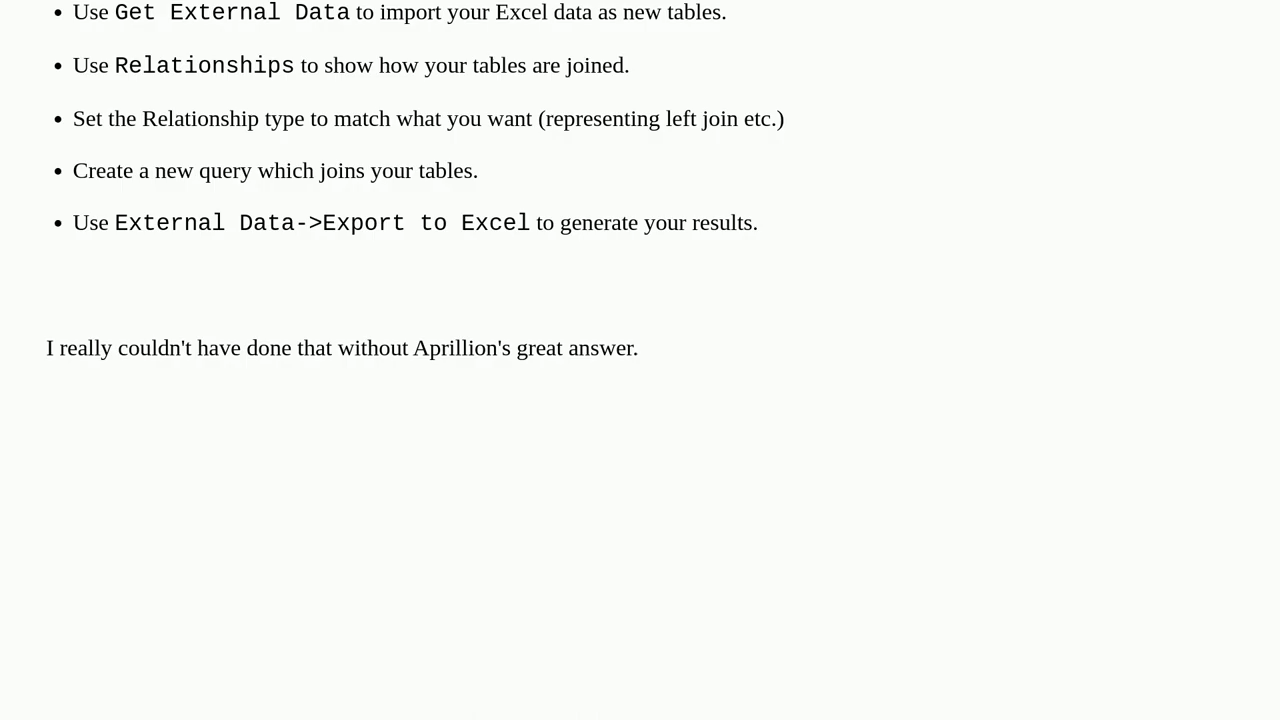 • Use Get External Data to import your Excel data as new tables.
• Use Relationships to show how your tables are joined.
• Set the Relationship type to match what you want (representing left join etc.)
• Create a new query which joins your tables.
• Use External Data->Export to Excel to generate your results.
I really couldn't have done that without Aprillion's great answer.